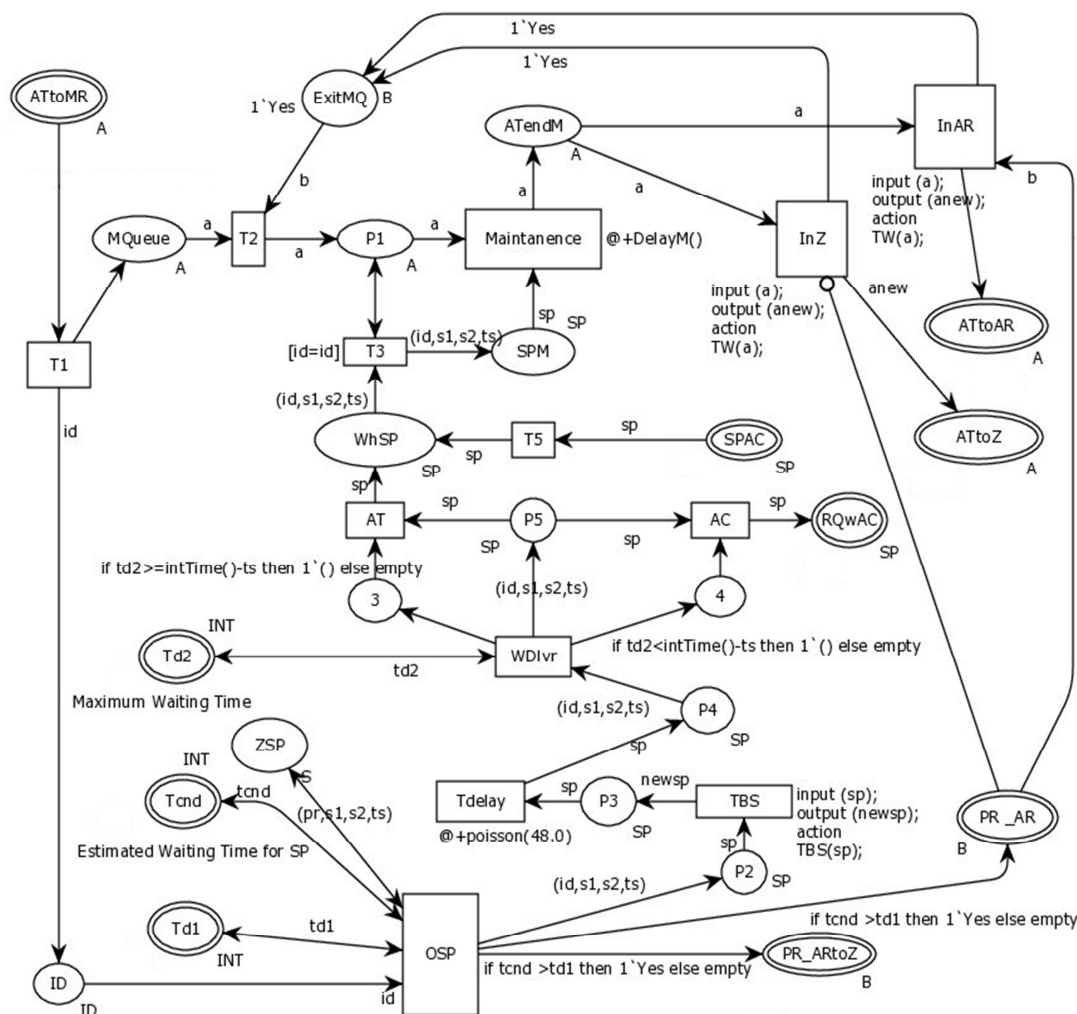 1`Yes
1`Yes
ATtoMR
A
1`Yes
ExitMQ
B
ATendM
A
a
InAR
b
a
b
input (a);
output (anew);
action
TW(a);
MQueue
A
a
T2
a
P1
A
a
Maintanence
@+DelayM()
a
InZ
input (a);
output (anew);
action
TW(a);
anew
ATtoAR
A
T1
id
[id=id]
T3
(id,s1,s2,ts)
SPM
sp
SP
(id,s1,s2,ts)
WhSP
SP
sp
T5
sp
SPAC
SP
ATtoZ
A
sp
AT
sp
P5
SP
sp
AC
sp
RQwAC
SP
if td2>=intTime()-ts then 1`() else empty
3
(id,s1,s2,ts)
4
INT
Td2
td2
WDlvr
if td2<intTime()-ts then 1`() else empty
Maximum Waiting Time
(id,s1,s2,ts)
P4
SP
sp
ZSP
S
INT
Tcnd
tcnd
(pr,s1,s2,ts)
Estimated Waiting Time for SP
Tdelay
@+poisson(48.0)
sp
P3
SP
newsp
TBS
input (sp);
output (newsp);
action
TBS(sp);
sp
P2
SP
(id,s1,s2,ts)
PR _AR
B
Td1
INT
td1
OSP
if tcnd >td1 then 1`Yes else empty
if tcnd >td1 then 1`Yes else empty
PR_ARtoZ
B
ID
ID
id